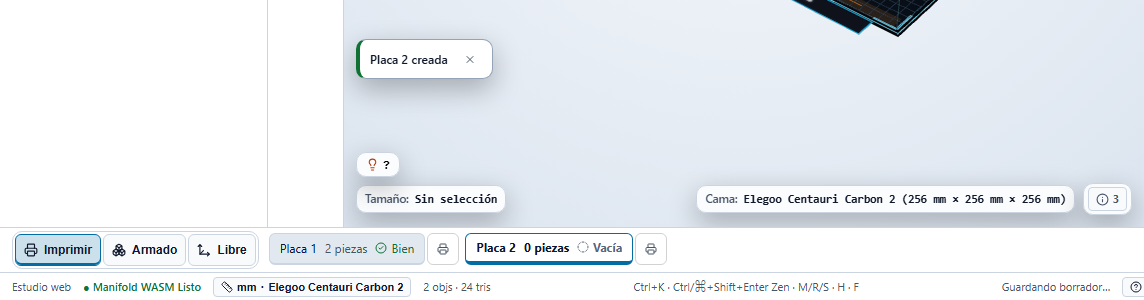 Placa 2 creada ×
?
Tamaño: Sin selección
Cama: Elegoo Centauri Carbon 2 (256 mm × 256 mm × 256 mm)
3
Imprimir Armado Libre
Placa 1 2 piezas Bien
Placa 2 0 piezas Vacía
Estudio web ● Manifold WASM Listo mm · Elegoo Centauri Carbon 2 2 objs · 24 tris Ctrl+K · Ctrl/⌘+Shift+Enter Zen · M/R/S · H · F Guardando borrador... ?